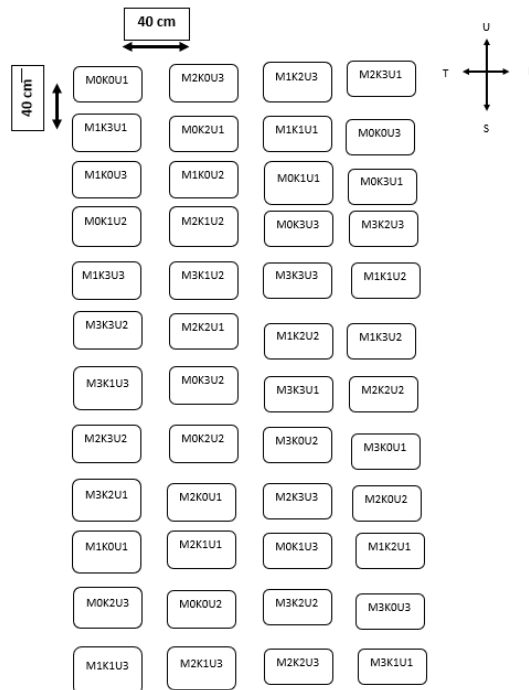 40 cm
U
T
S
40 cm
M0K0U1 M2K0U3 M1K2U3 M2K3U1
M1K3U1 M0K2U1 M1K1U1 M0K0U3
M1K0U3 M1K0U2 M0K1U1 M0K3U1
M0K1U2 M2K1U2 M0K3U3 M3K2U3
M1K3U3 M3K1U2 M3K3U3 M1K1U2
M3K3U2 M2K2U1 M1K2U2 M1K3U2
M3K1U3 M0K3U2 M3K3U1 M2K2U2
M2K3U2 M0K2U2 M3K0U2 M3K0U1
M3K2U1 M2K0U1 M2K3U3 M2K0U2
M1K0U1 M2K1U1 M0K1U3 M1K2U1
M0K2U3 M0K0U2 M3K2U2 M3K0U3
M1K1U3 M2K1U3 M2K2U3 M3K1U1